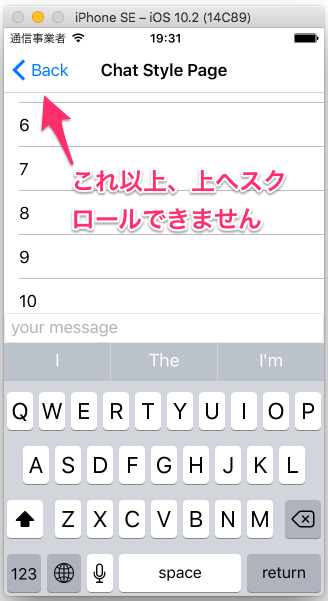 iPhone SE – iOS 10.2 (14C89)
通信事業者 19:31
Back Chat Style Page
6
7
これ以上、上へスク
8
ロールできません
9
10
your message
I The I'm
Q W E R T Y U I O P
A S D F G H J K L
Z X C V B N M
123 space return